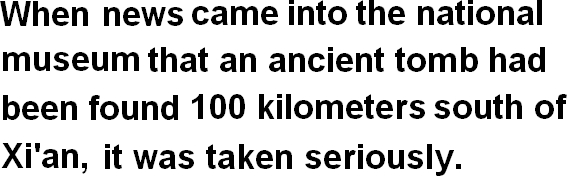 When news came into the national
museum that an ancient tomb had
been found 100 kilometers south of
Xi'an, it was taken seriously.